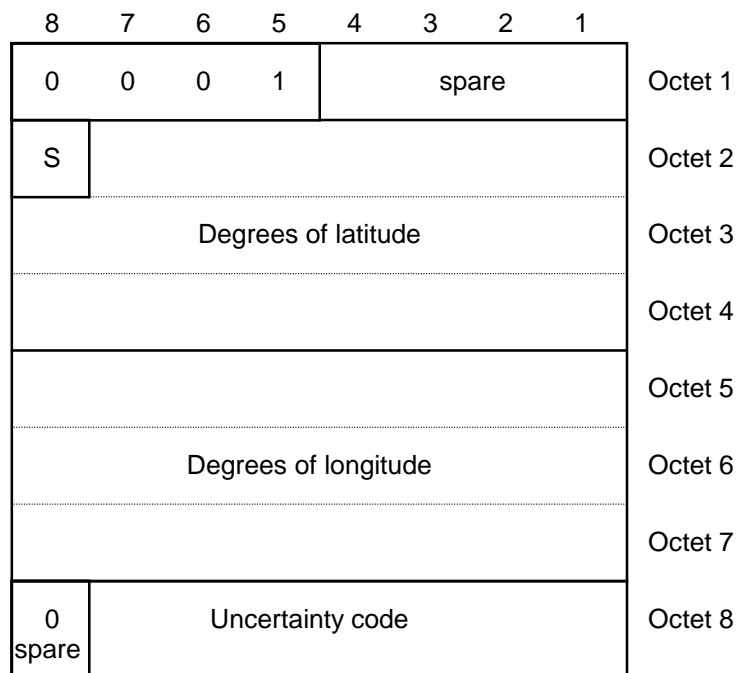 8 7 6 5 4 3 2 1
0 0 0 1 spare Octet 1
S Octet 2
Degrees of latitude Octet 3
Octet 4
Octet 5
Degrees of longitude Octet 6
Octet 7
0 Uncertainty code Octet 8
spare